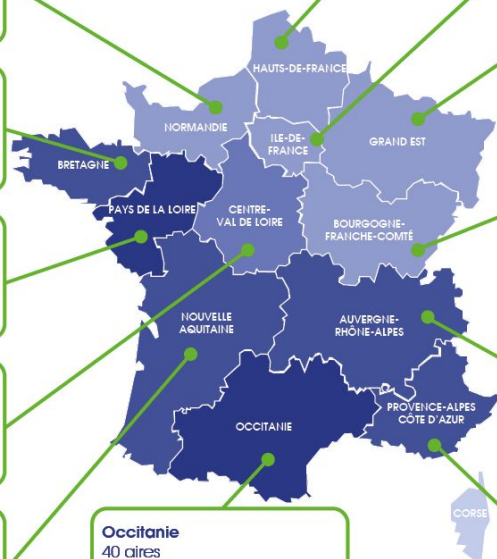 HAUTS-DE-FRANCE
NORMANDIE
ILE-DE-
FRANCE
GRAND EST
BRETAGNE
PAYS DE LA LOIRE
CENTRE-
VAL DE LOIRE
BOURGOGNE-
FRANCHE-COMTÉ
NOUVELLE
AQUITAINE
AUVERGNE-
RHÔNE-ALPES
OCCITANIE
PROVENCE-ALPES
CÔTE D'AZUR
CORSE
Occitanie
40 aires